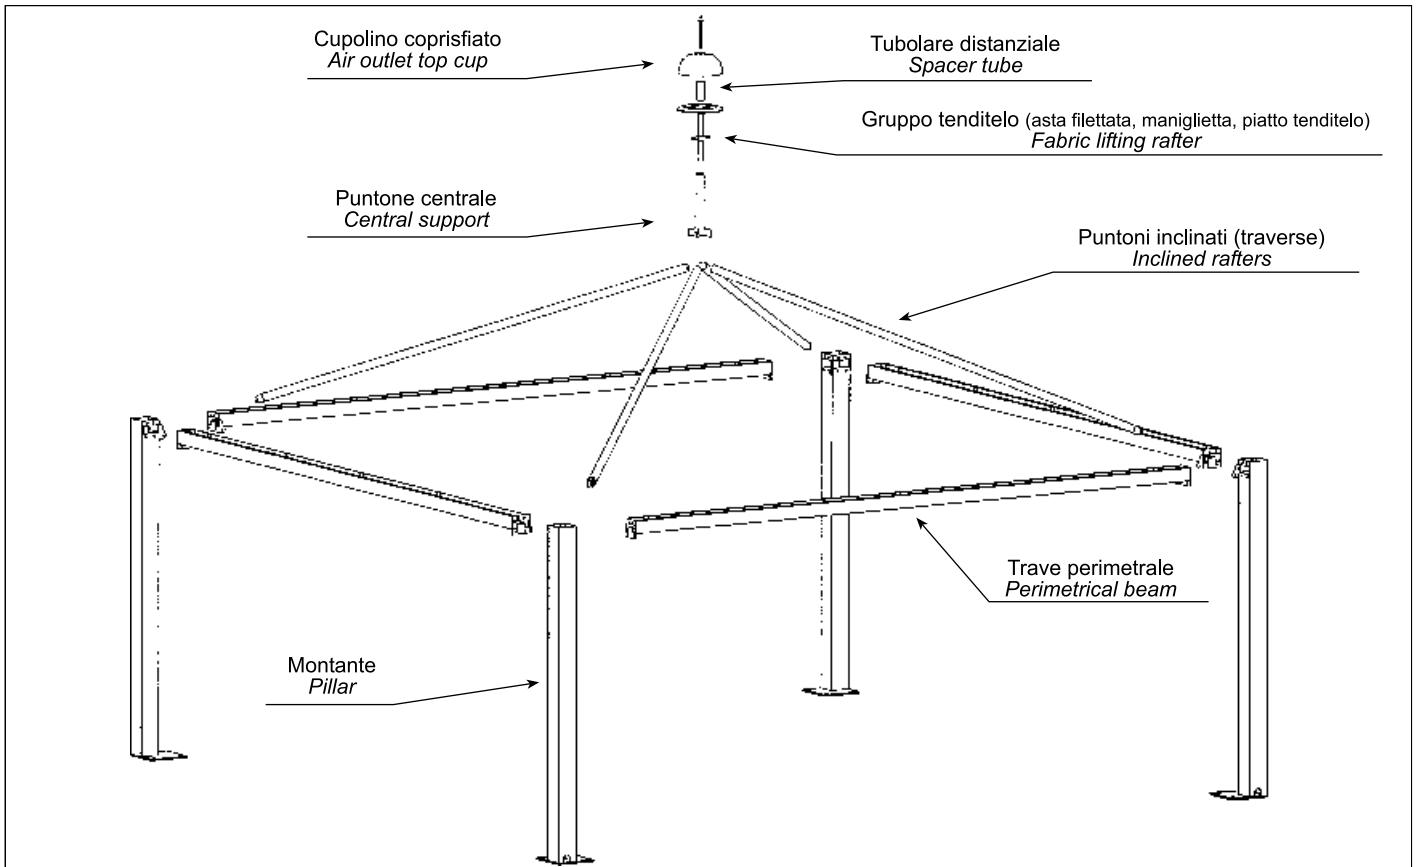 Cupolino coprisfiato
Air outlet top cup
Tubolare distanziale
Spacer tube
Gruppo tenditelo (asta filettata, maniglietta, piatto tenditelo)
Fabric lifting rafter
Puntone centrale
Central support
Puntoni inclinati (traverse)
Inclined rafters
Trave perimetrale
Perimetrical beam
Montante
Pillar